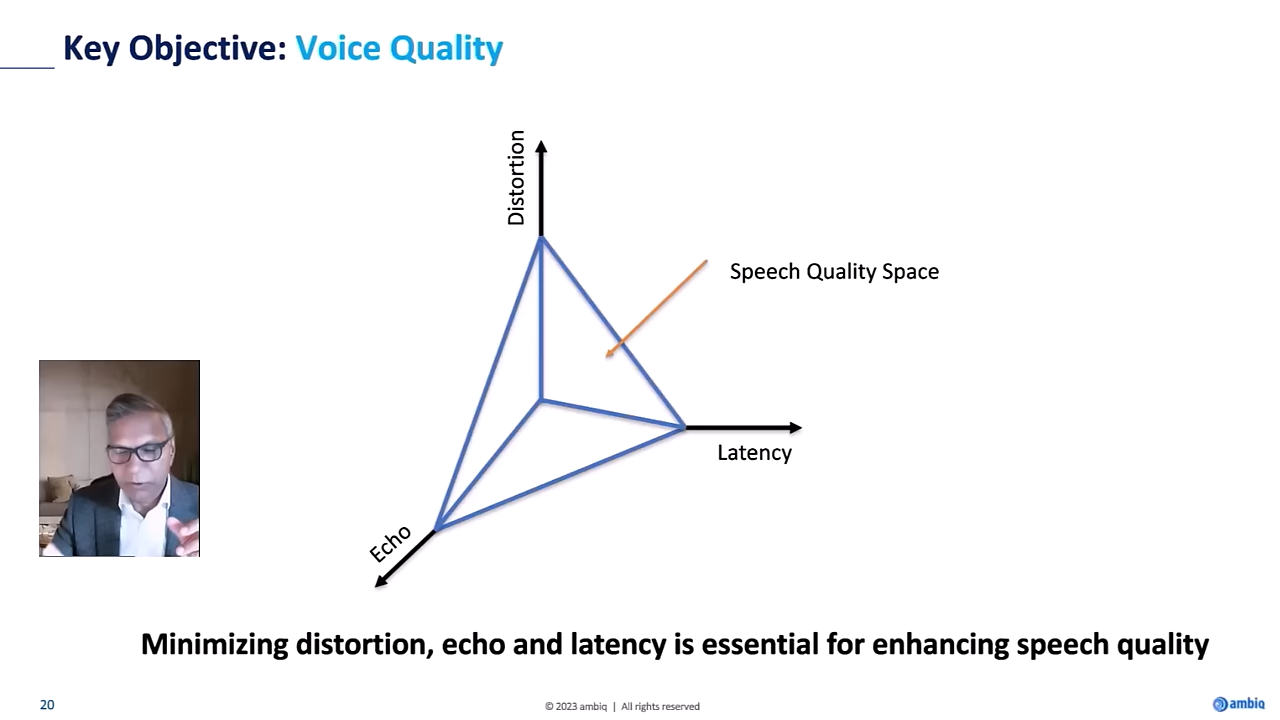 Key Objective: Voice Quality
Distortion
Speech Quality Space
Latency
Echo
Minimizing distortion, echo and latency is essential for enhancing speech quality
20
© 2023 ambiq | All rights reserved
ambiq